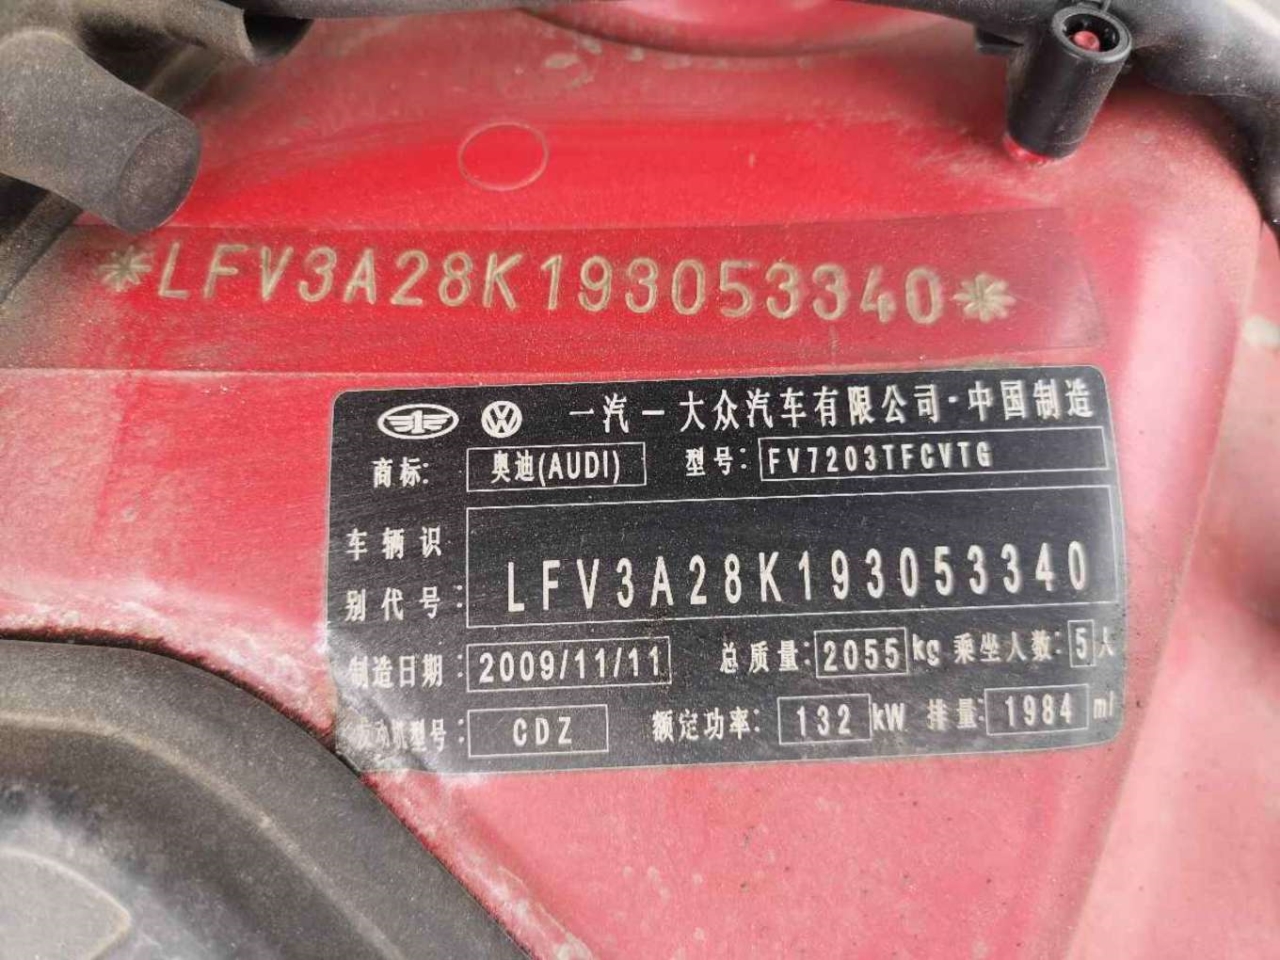 *LFV3A28K193053340*
一汽-大众汽车有限公司·中国制造
商标: 奥迪(AUDI) 型号: FV7203TFCVTG
车辆识别代号: LFV3A28K193053340
制造日期: 2009/11/11 总质量: 2055 kg 乘坐人数: 5 人
发动机型号: CDZ 额定功率: 132 kW 排量: 1984 ml